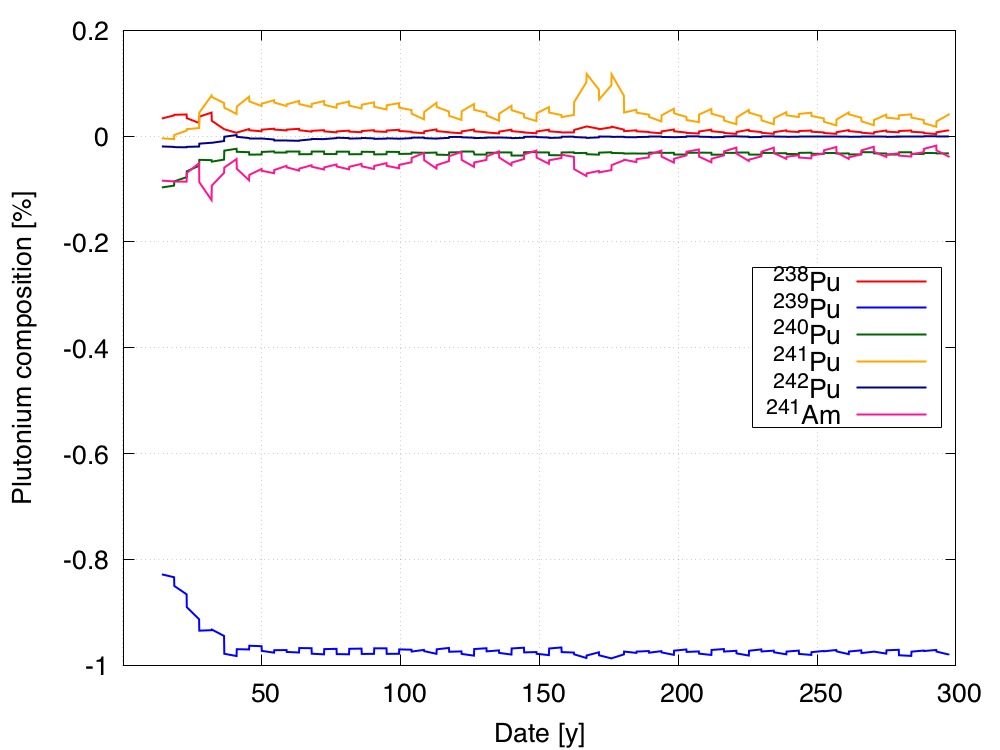 Plutonium composition [%]
0.2
0
-0.2
-0.4
-0.6
-0.8
-1
238Pu
239Pu
240Pu
241Pu
242Pu
241Am
50 100 150 200 250 300
Date [y]